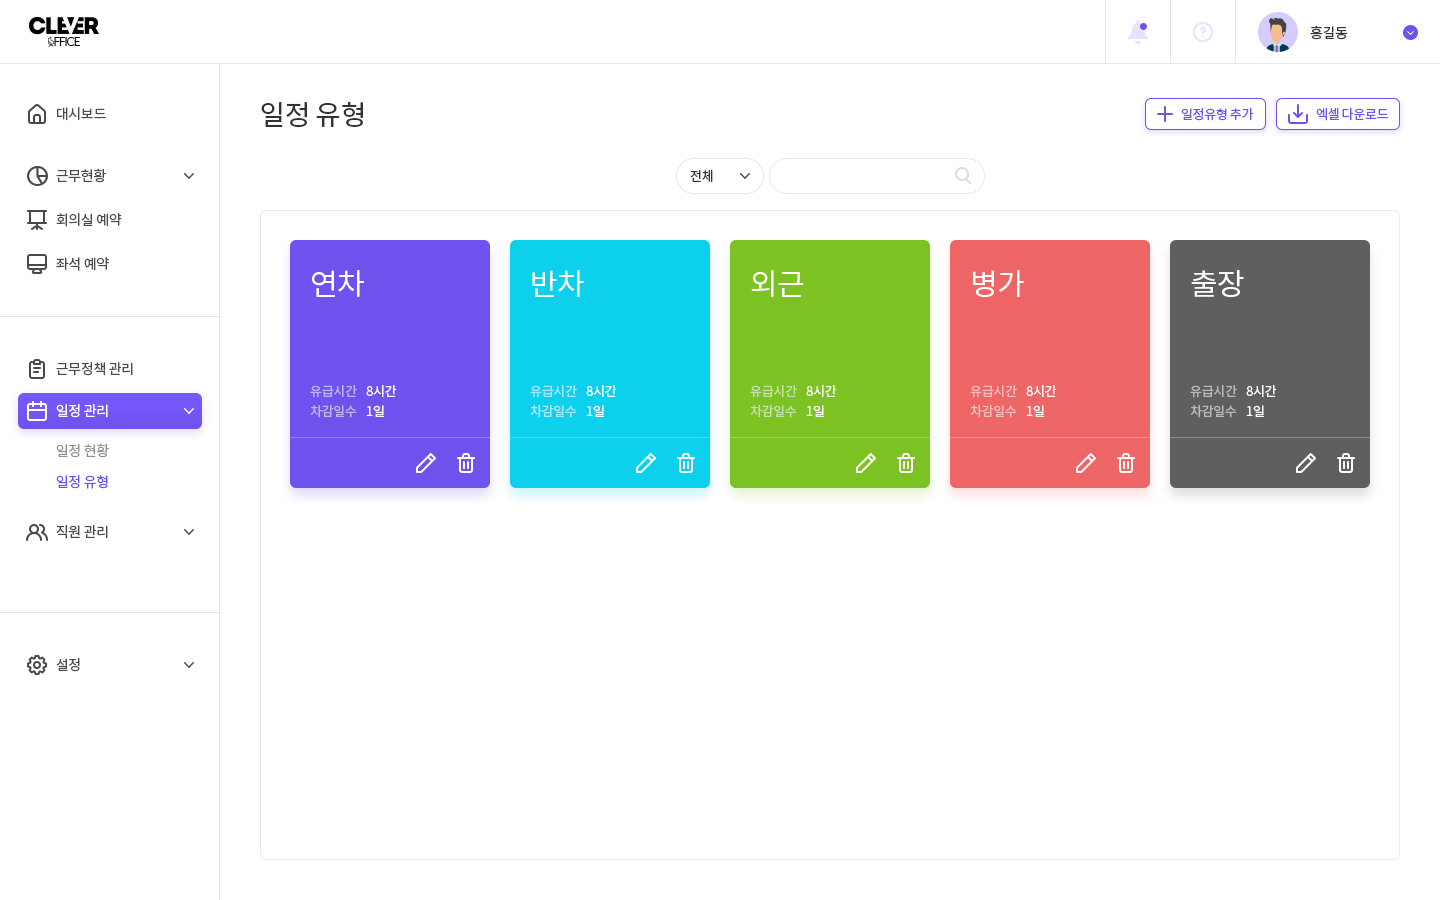 CLEVER
OFFICE
홍길동
대시보드
근무현황
회의실 예약
좌석 예약
근무정책 관리
일정 관리
일정 현황
일정 유형
직원 관리
설정
일정 유형
일정유형 추가
엑셀 다운로드
전체
연차
유급시간 8시간
차감일수 1일
반차
유급시간 8시간
차감일수 1일
외근
유급시간 8시간
차감일수 1일
병가
유급시간 8시간
차감일수 1일
출장
유급시간 8시간
차감일수 1일